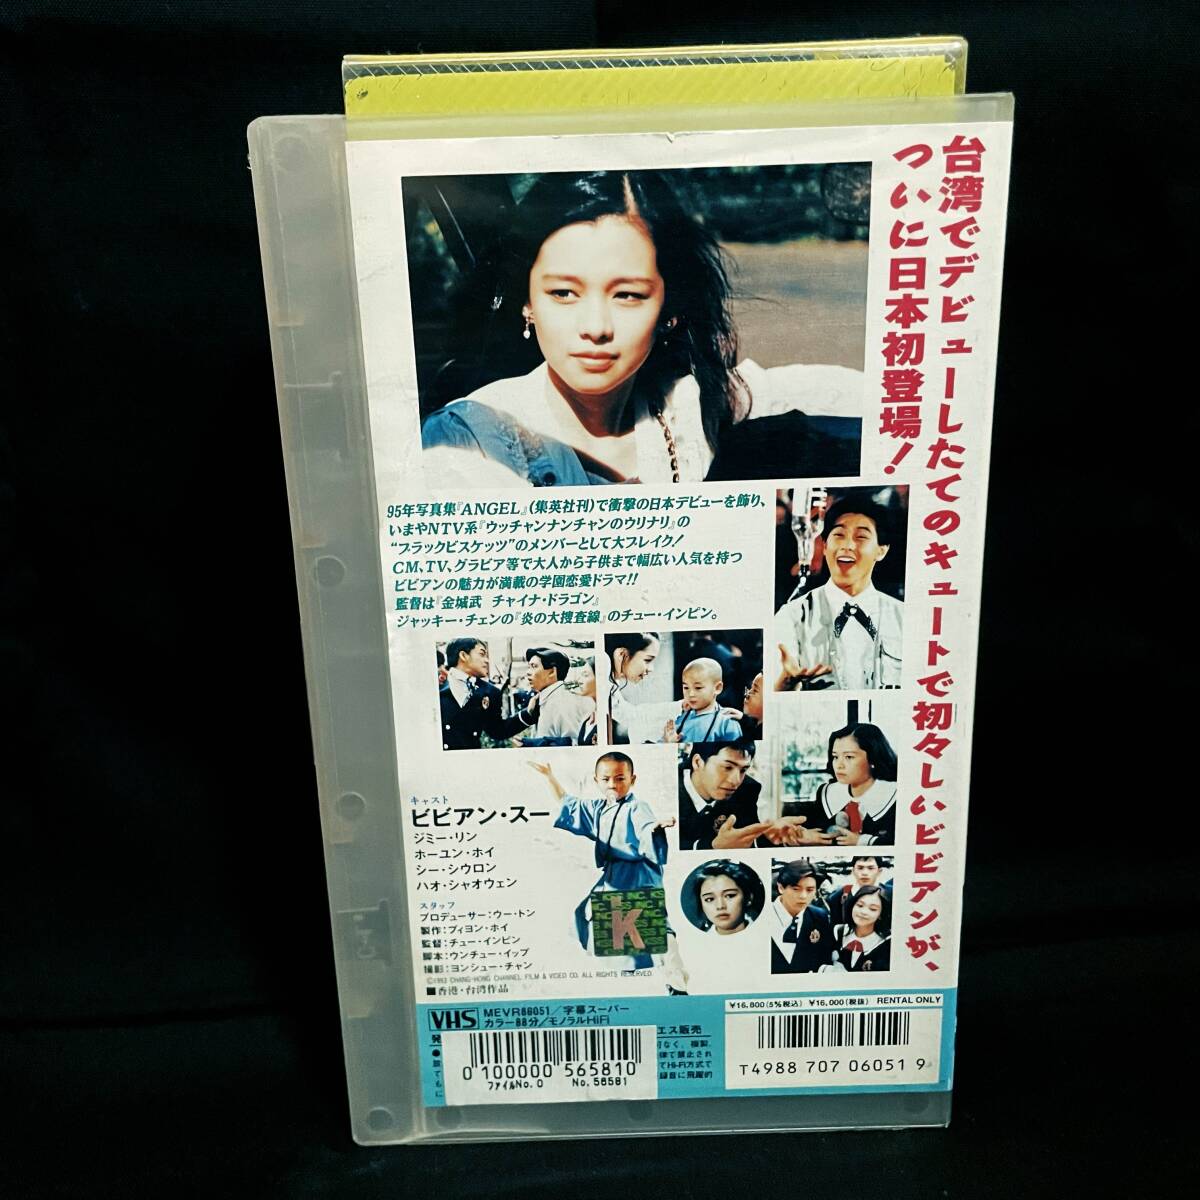 台湾でデビューしたてのキュートで初々しいビビアンが、
ついに日本初登場!
95年写真集『ANGEL』(集英社刊)で衝撃の日本デビューを飾り、
いまやNTV系『ウッチャンナンチャンのウリナリ』の
“ブラックビスケッツ”のメンバーとして大ブレイク!
CM、TV、グラビア等で大人から子供まで幅広い人気を持つ
ビビアンの魅力が満載の学園恋愛ドラマ!!
監督は『金城武 チャイナ・ドラゴン』
ジャッキー・チェンの『炎の大捜査線』のチュー・インピン。
キャスト
ビビアン・スー
ジミー・リン
ホーユン・ホイ
シー・シウロン
ハオ・シャオウェン
スタッフ
プロデューサー:ウー・トン
製作:フィヨン・ホイ
監督:チュー・インピン
脚本:ウンチュー・イップ
撮影:ヨンシュー・チャン
©1993 CHANG-HONG CHANNEL FILM & VIDEO CO. ALL RIGHTS RESERVED.
■香港・台湾作品
K
VHS
MEVR86051/字幕スーパー
カラー88分/モノラルHiFi
エス販売
¥16,800(5%税込) ¥16,000(税抜) RENTAL ONLY
T4988 707 06051 9
0 100000 565810
ファイルNo. 0 No. 56581